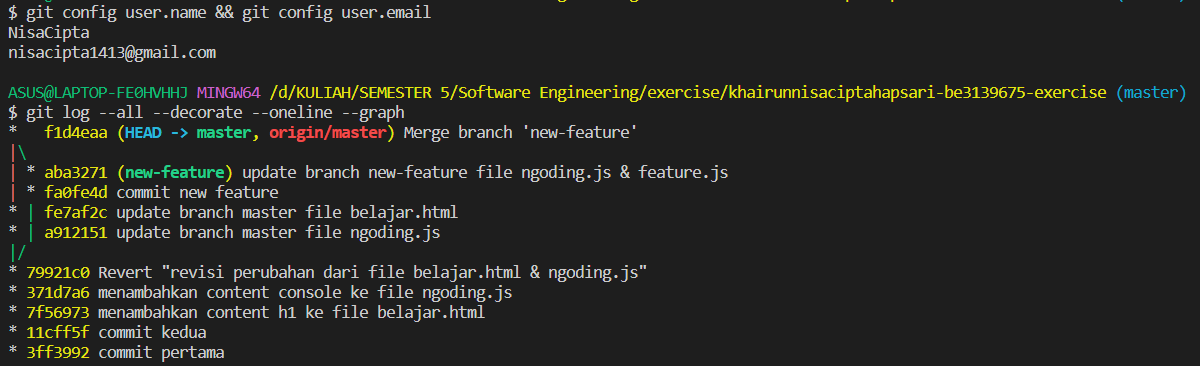 $ git config user.name && git config user.email
NisaCipta
nisacipta1413@gmail.com
ASUS@LAPTOP-FE0HVHHJ MINGW64 /d/KULIAH/SEMESTER 5/Software Engineering/exercise/khairunnisaciptahapsari-be3139675-exercise (master)
$ git log --all --decorate --oneline --graph
*   f1d4eaa (HEAD -> master, origin/master) Merge branch 'new-feature'
|\
| * aba3271 (new-feature) update branch new-feature file ngoding.js & feature.js
| * fa0fe4d commit new feature
* | fe7af2c update branch master file belajar.html
* | a912151 update branch master file ngoding.js
|/
* 79921c0 Revert "revisi perubahan dari file belajar.html & ngoding.js"
* 371d7a6 menambahkan content console ke file ngoding.js
* 7f56973 menambahkan content h1 ke file belajar.html
* 11cff5f commit kedua
* 3ff3992 commit pertama